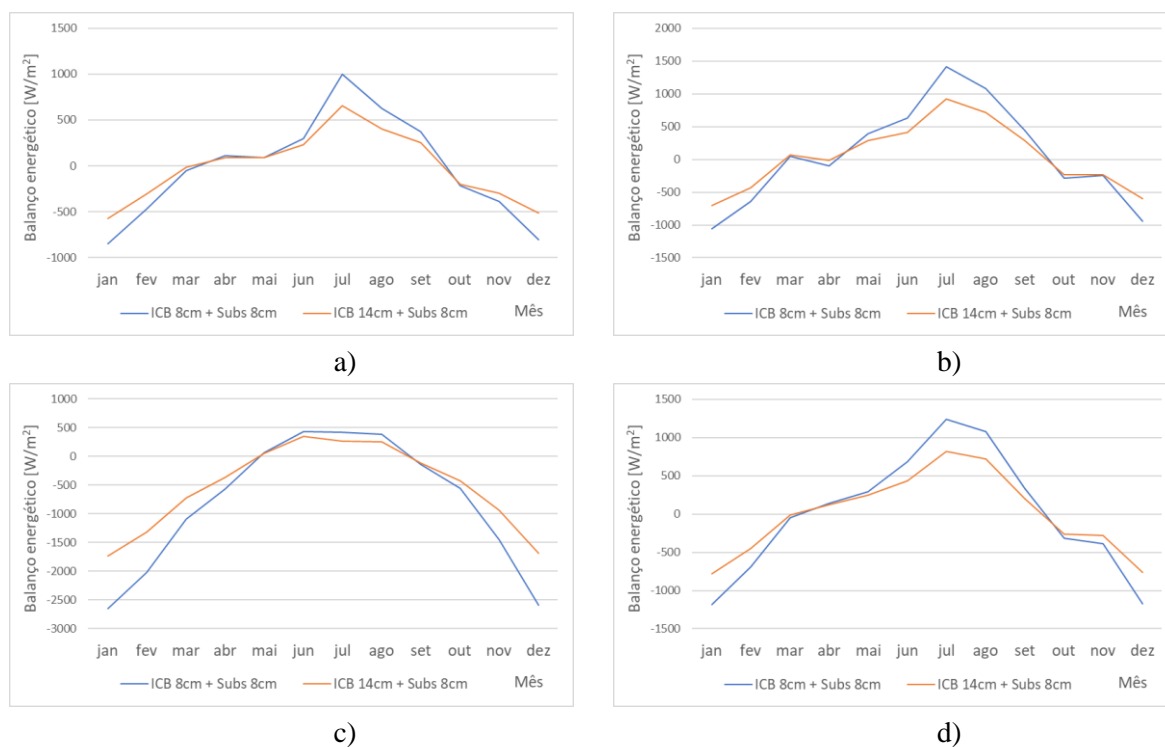 1500
1000
500
0
-500
-1000
Balanço energético [W/m²]
jan fev mar abr mai jun jul ago set out nov dez
ICB 8cm + Subs 8cm ICB 14cm + Subs 8cm Mês
a)
2000
1500
1000
500
0
-500
-1000
-1500
Balanço energético [W/m²]
jan fev mar abr mai jun jul ago set out nov dez
ICB 8cm + Subs 8cm ICB 14cm + Subs 8cm Mês
b)
1000
500
0
-500
-1000
-1500
-2000
-2500
-3000
Balanço energético [W/m²]
jan fev mar abr mai jun jul ago set out nov dez
ICB 8cm + Subs 8cm ICB 14cm + Subs 8cm Mês
c)
1500
1000
500
0
-500
-1000
-1500
Balanço energético [W/m²]
jan fev mar abr mai jun jul ago set out nov dez
ICB 8cm + Subs 8cm ICB 14cm + Subs 8cm Mês
d)